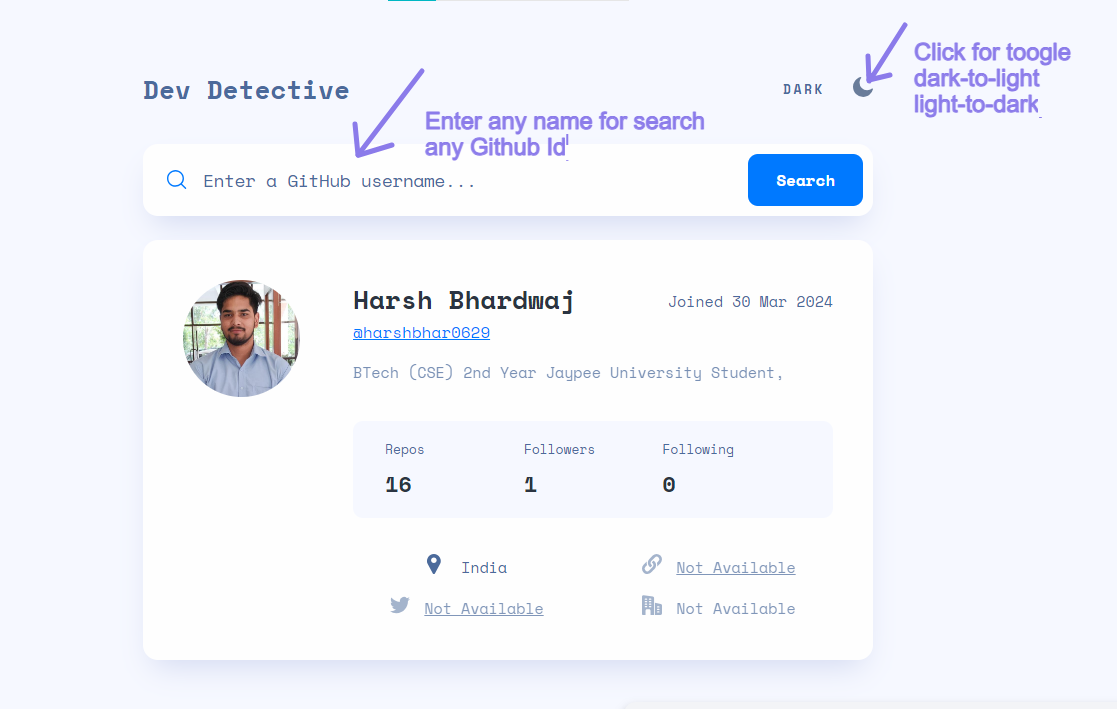 Dev Detective
DARK
Click for toogle
dark-to-light
light-to-dark
Enter any name for search
any Github Id
Enter a GitHub username...
Search
Harsh Bhardwaj
Joined 30 Mar 2024
@harshbhar0629
BTech (CSE) 2nd Year Jaypee University Student,
Repos Followers Following
16 1 0
India Not Available
Not Available Not Available